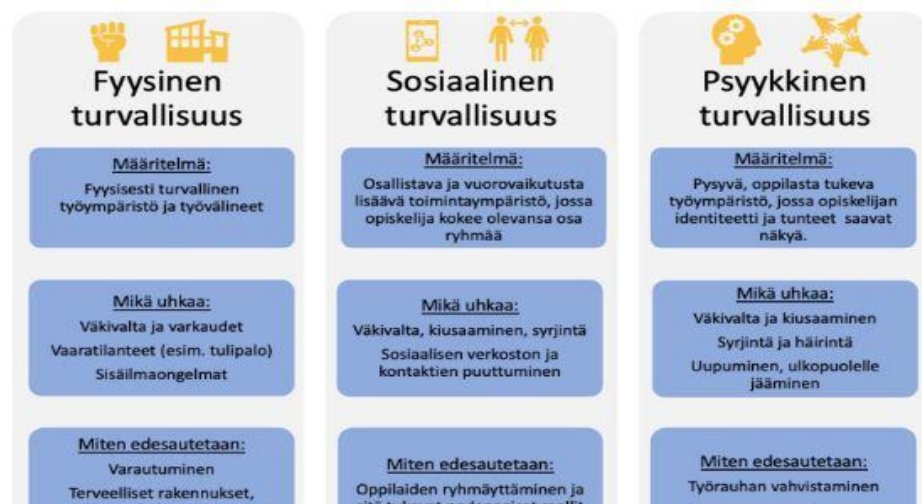 Fyysinen
turvallisuus
Määritelmä:
Fyysisesti turvallinen
työympäristö ja työvälineet
Mikä uhkaa:
Väkivalta ja varkaudet
Vaaratilanteet (esim. tulipalo)
Sisäilmaongelmat
Miten edesautetaan:
Varautuminen
Terveelliset rakennukset,
Sosiaalinen
turvallisuus
Määritelmä:
Osallistava ja vuorovaikutusta
lisäävä toimintaympäristö, jossa
opiskelija kokee olevansa osa
ryhmää
Mikä uhkaa:
Väkivalta, kiusaaminen, syrjintä
Sosiaalisen verkoston ja
kontaktien puuttuminen
Miten edesautetaan:
Oppilaiden ryhmäyttäminen ja
Psyykkinen
turvallisuus
Määritelmä:
Pysyvä, oppilasta tukeva
työympäristö, jossa opiskelijan
identiteetti ja tunteet saavat
näkyä.
Mikä uhkaa:
Väkivalta ja kiusaaminen
Syrjintä ja häirintä
Uupuminen, ulkopuolelle
jääminen
Miten edesautetaan:
Työrauhan vahvistaminen